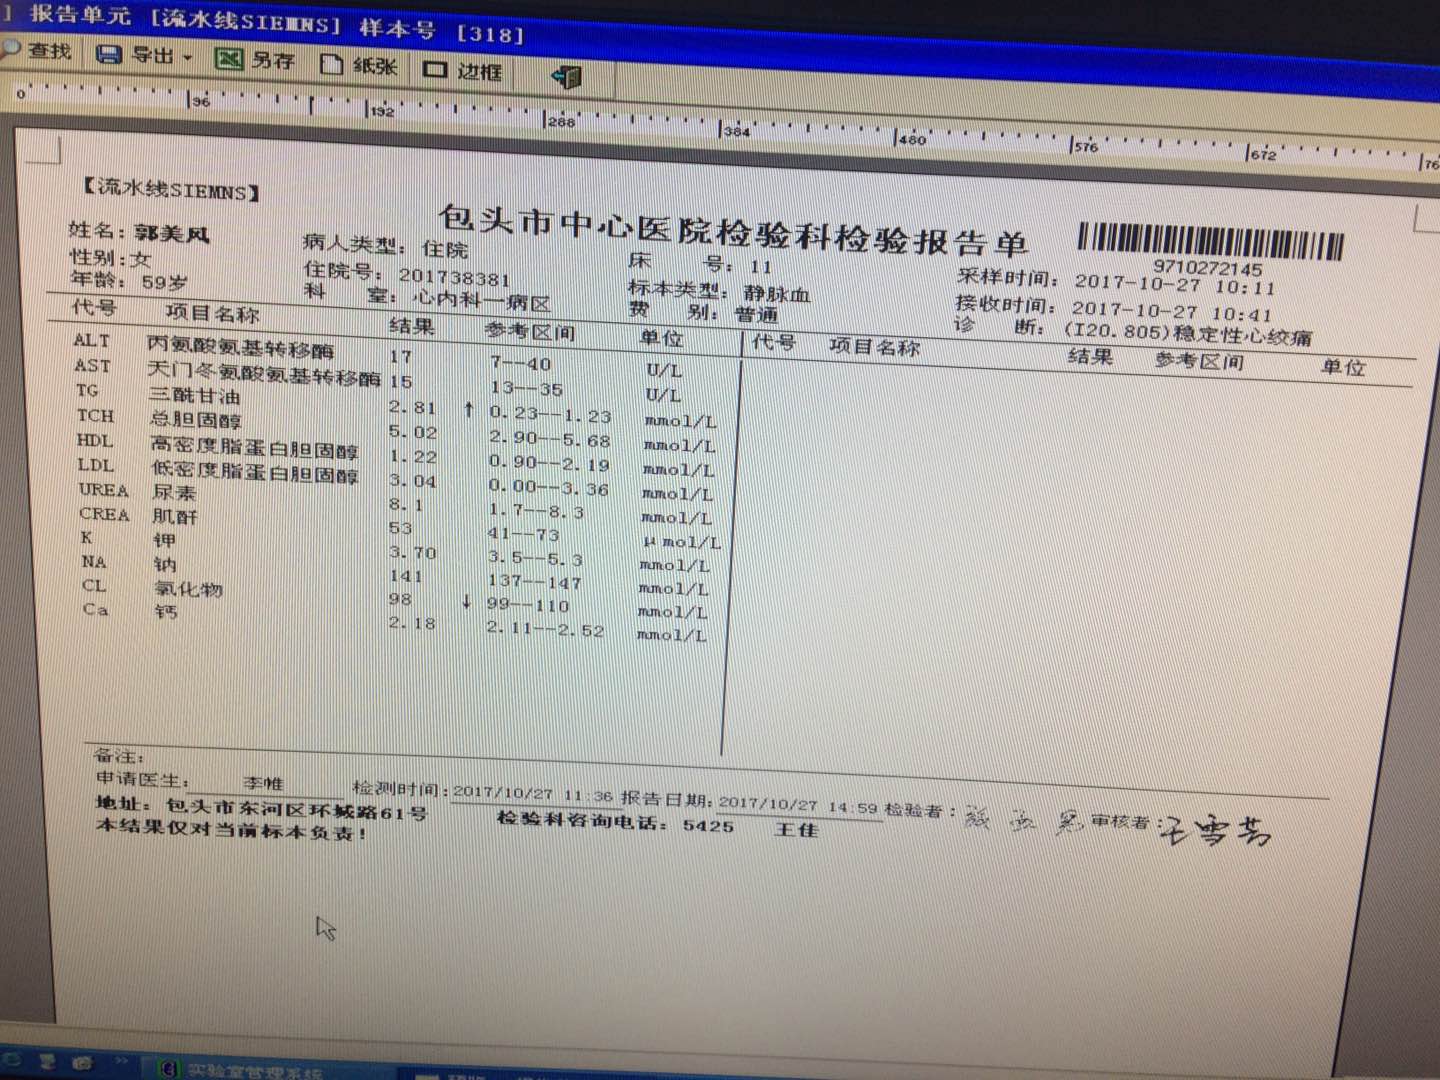 ] 报告单元 [流水线SIEMNS] 样本号 [318]
查找 导出 另存 纸张 边框
0 96 192 288 384 480 576 672 76
【流水线SIEMNS】
包头市中心医院检验科检验报告单
9710272145
姓名：郭美风 病人类型：住院 床 号：11 采样时间：2017-10-27 10:11
性别：女 住院号：201738381 标本类型：静脉血 接收时间：2017-10-27 10:41
年龄：59岁 科 室：心内科一病区 费 别：普通 诊 断：(I20.805)稳定性心绞痛
代号 项目名称 结果 参考区间 单位 代号 项目名称 结果 参考区间 单位
ALT 丙氨酸氨基转移酶 17 7--40 U/L
AST 天门冬氨酸氨基转移酶 15 13--35 U/L
TG 三酰甘油 2.81 ↑ 0.23--1.23 mmol/L
TCH 总胆固醇 5.02 2.90--5.68 mmol/L
HDL 高密度脂蛋白胆固醇 1.22 0.90--2.19 mmol/L
LDL 低密度脂蛋白胆固醇 3.04 0.00--3.36 mmol/L
UREA 尿素 8.1 1.7--8.3 mmol/L
CREA 肌酐 53 41--73 μmol/L
K 钾 3.70 3.5--5.3 mmol/L
NA 钠 141 137--147 mmol/L
CL 氯化物 98 ↓ 99--110 mmol/L
Ca 钙 2.18 2.11--2.52 mmol/L
备注：
申请医生： 李帷 检测时间：2017/10/27 11:36 报告日期：2017/10/27 14:59 检验者： 审核者：王雪芳
地址：包头市东河区环城路61号 检验科咨询电话：5425 王佳
本结果仅对当前标本负责！
实验室管理系统